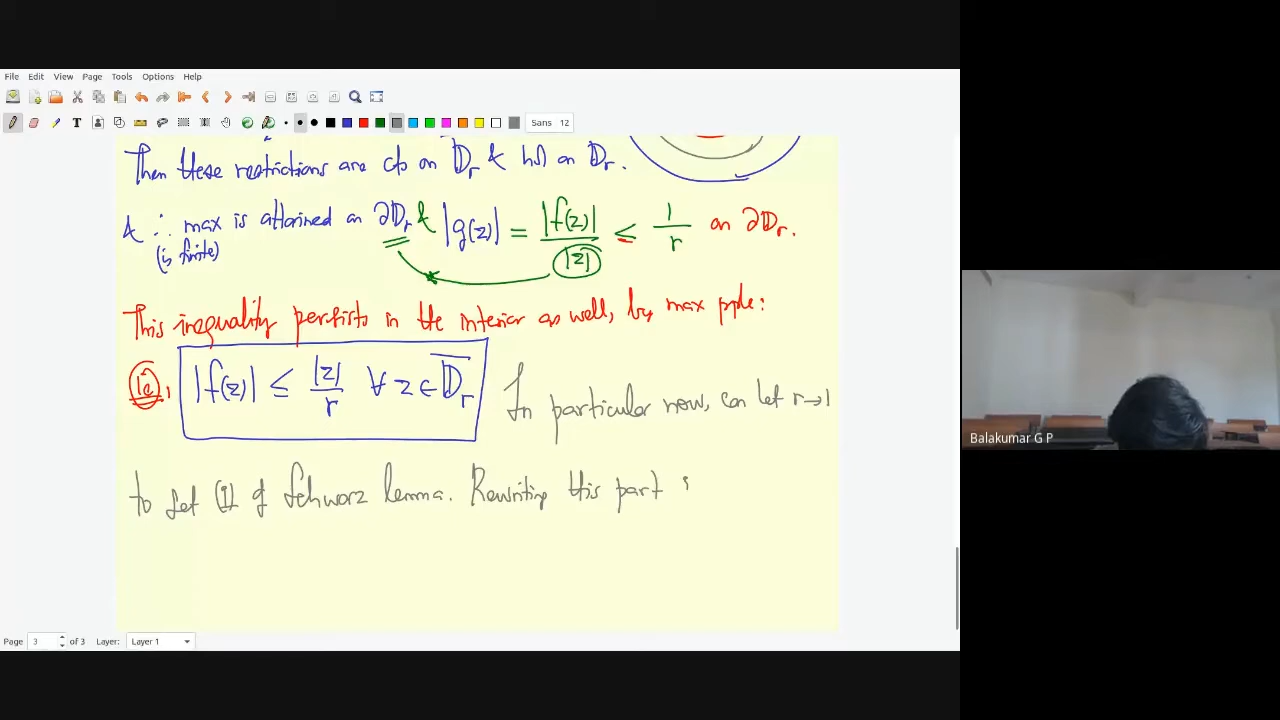 File Edit View Page Tools Options Help
Sans 12
Then these restrictions are cts on D̅r & hol on Dr.
& ∴ max is attained on ∂Dr & |g(z)| = |f(z)|/|z| ≤ 1/r on ∂Dr.
(is finite)
This inequality persists in the interior as well, by max pple:
Ie, |f(z)| ≤ |z|/r ∀ z ∈ D̅r In particular now, can let r→1
to get (1) of Schwarz lemma. Rewriting this part
Balakumar G P
Page 3 of 3 Layer: Layer 1